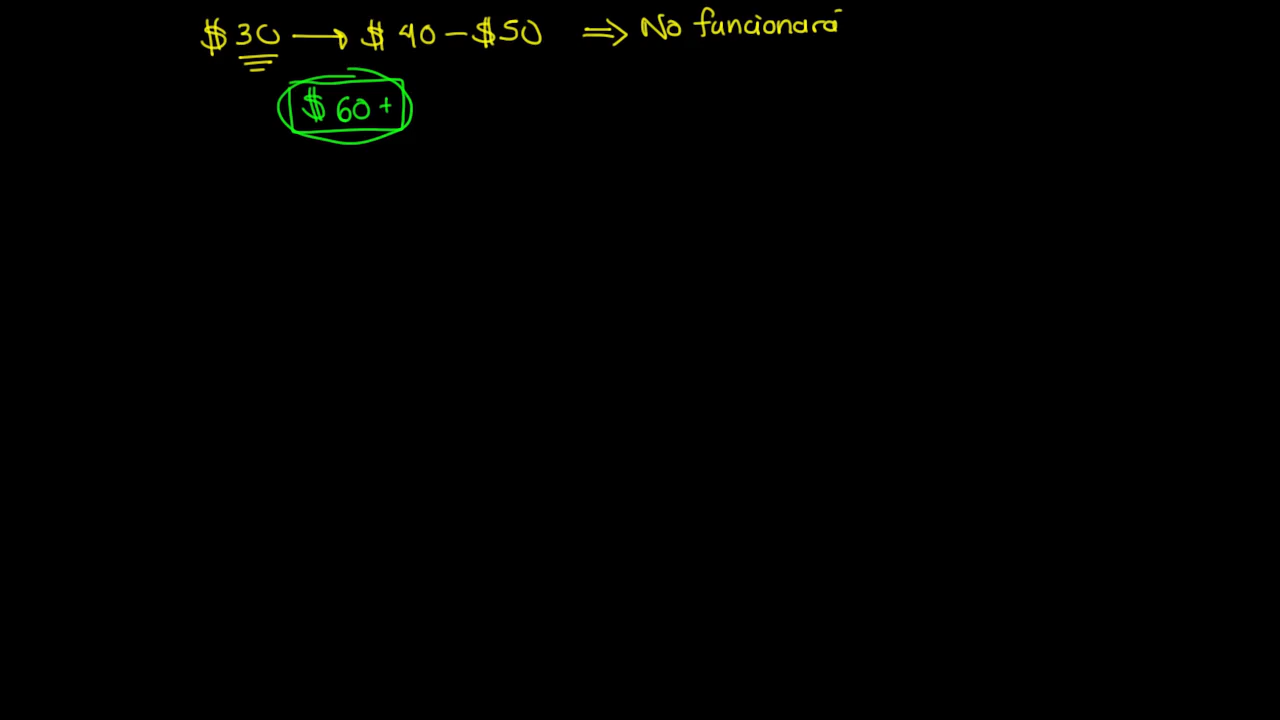 $30 → $40 – $50 ⇒ No funcionará
$60+